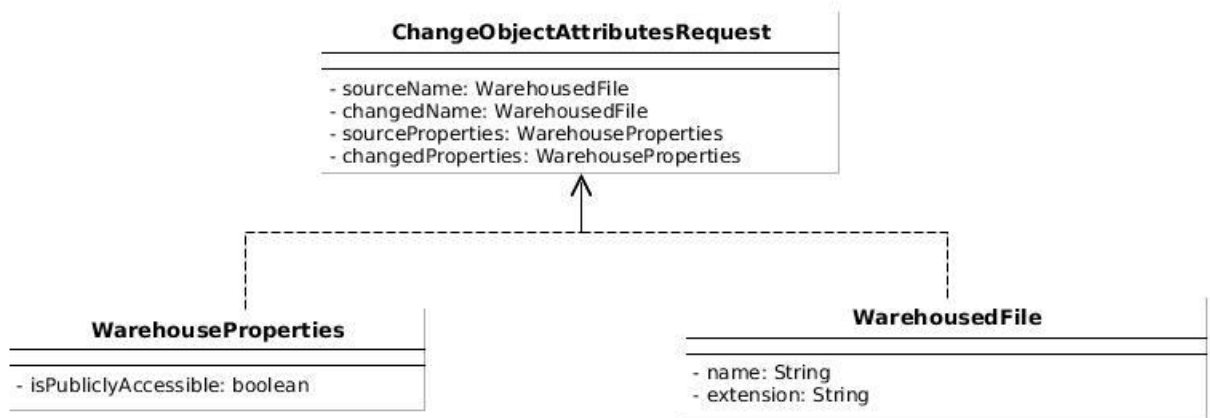 ChangeObjectAttributesRequest
- sourceName: WarehousedFile
- changedName: WarehousedFile
- sourceProperties: WarehouseProperties
- changedProperties: WarehouseProperties
WarehouseProperties
- isPubliclyAccessible: boolean
WarehousedFile
- name: String
- extension: String